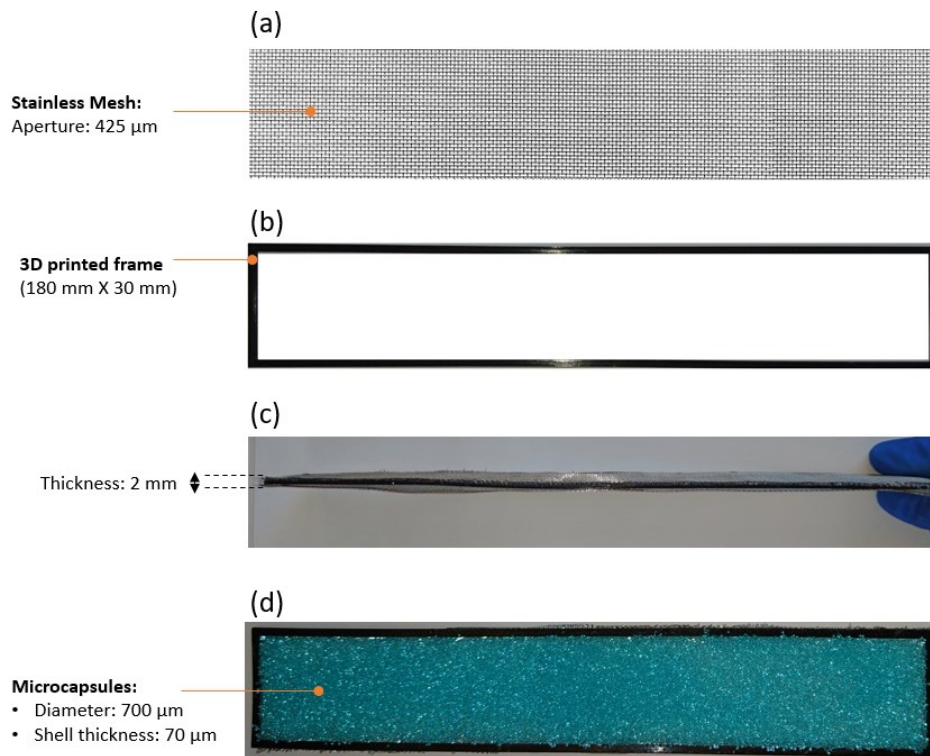 (a)
Stainless Mesh:
Aperture: 425 µm
(b)
3D printed frame
(180 mm X 30 mm)
(c)
Thickness: 2 mm
(d)
Microcapsules:
• Diameter: 700 µm
• Shell thickness: 70 µm